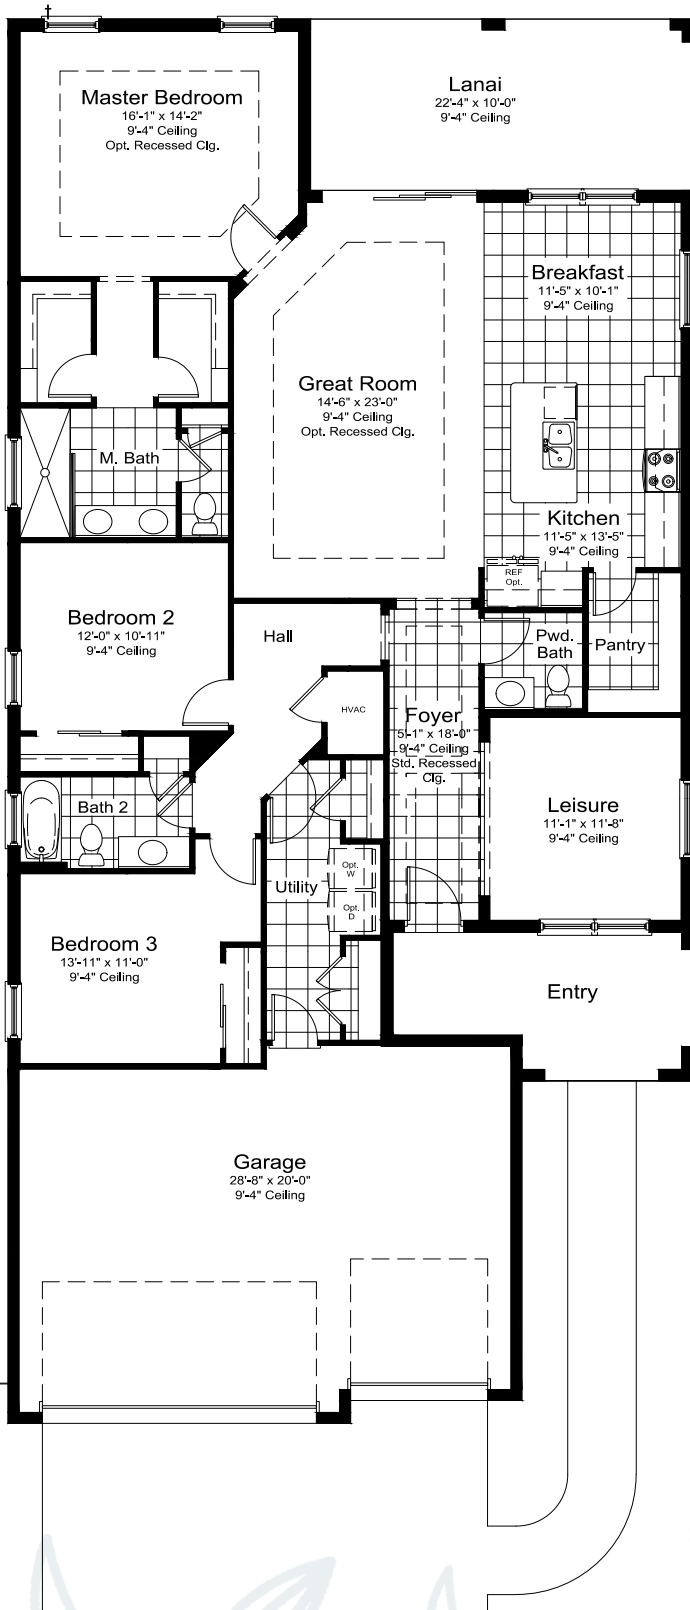 Master Bedroom
16'-1" x 14'-2"
9'-4" Ceiling
Opt. Recessed Clg.
Lanai
22'-4" x 10'-0"
9'-4" Ceiling
Breakfast
11'-5" x 10'-1"
9'-4" Ceiling
Great Room
14'-6" x 23'-0"
9'-4" Ceiling
Opt. Recessed Clg.
M. Bath
Kitchen
11'-5" x 13'-5"
9'-4" Ceiling
REF
Opt.
Bedroom 2
12'-0" x 10'-11"
9'-4" Ceiling
Hall
Pwd.
Bath
Pantry
HVAC
Foyer
5'-1" x 18'-0"
9'-4" Ceiling
Std. Recessed
Clg.
Bath 2
Leisure
11'-1" x 11'-8"
9'-4" Ceiling
Utility
Opt.
W
Opt.
D
Bedroom 3
13'-11" x 11'-0"
9'-4" Ceiling
Entry
Garage
28'-8" x 20'-0"
9'-4" Ceiling